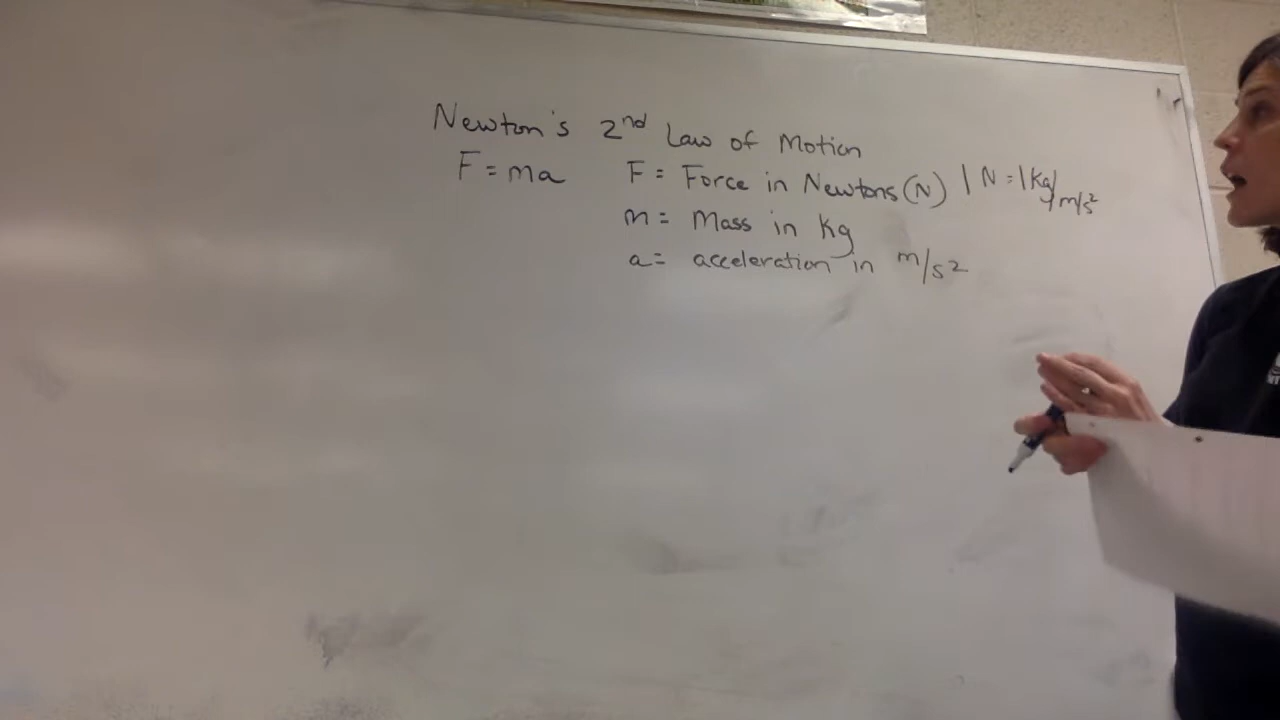 Newton's 2nd Law of Motion
F=ma F= Force in Newtons (N) 1 N = 1 Kg/m/s²
m= Mass in Kg
a= acceleration in m/s2